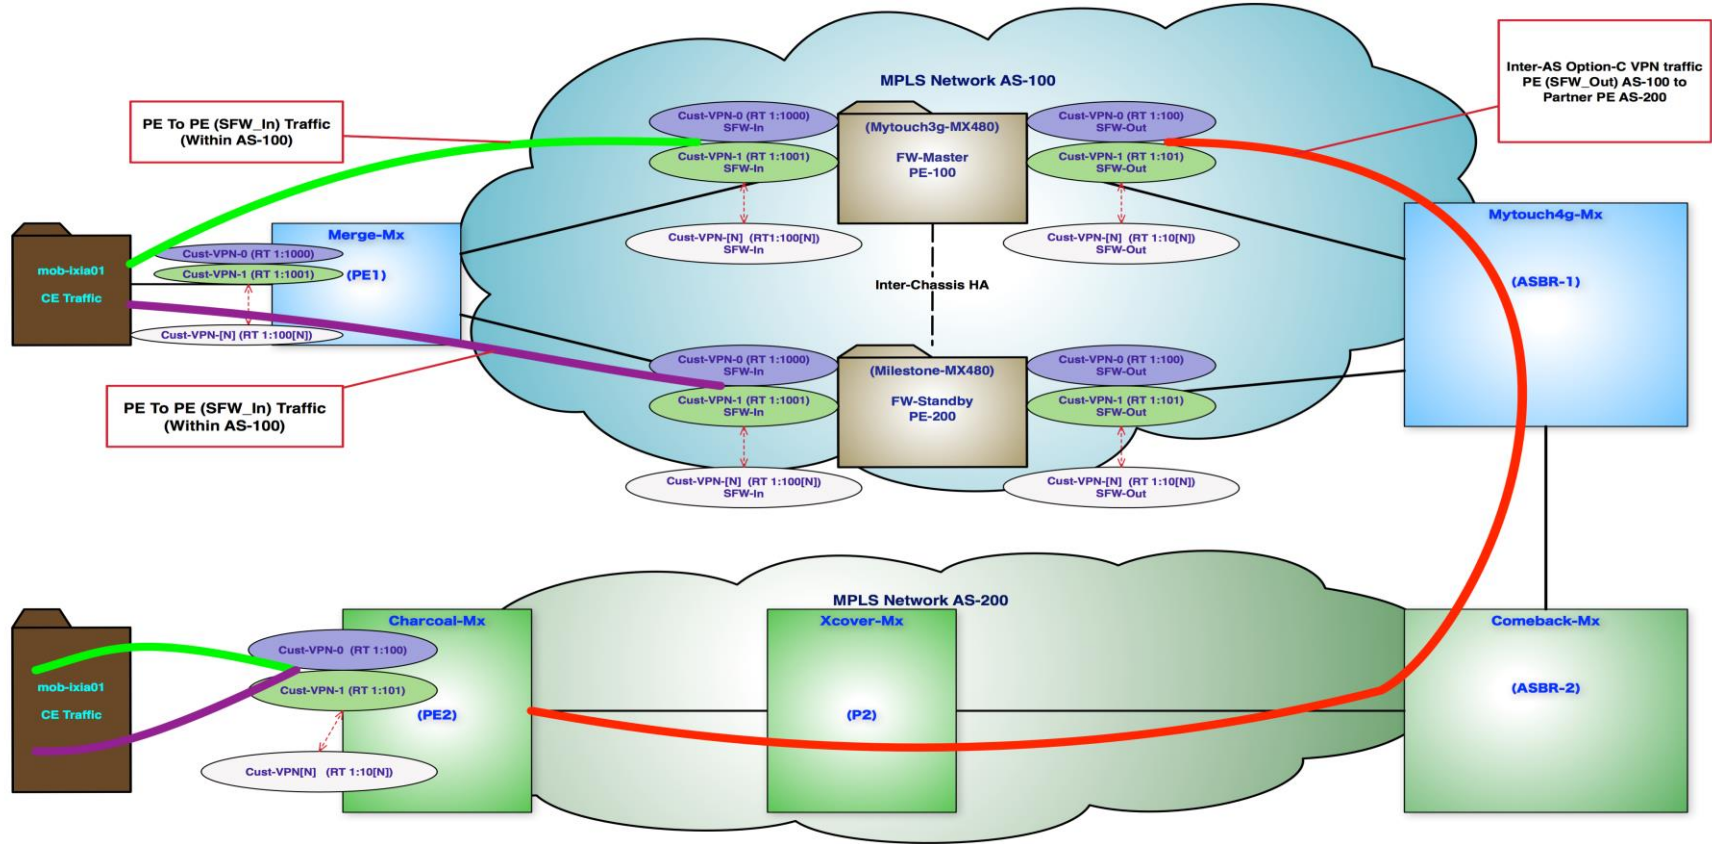 MPLS Network AS-100
Inter-AS Option-C VPN traffic
PE (SFW_Out) AS-100 to
Partner PE AS-200
PE To PE (SFW_In) Traffic
(Within AS-100)
Cust-VPN-0 (RT 1:1000)
SFW-In
Cust-VPN-1 (RT 1:1001)
SFW-In
Cust-VPN-[N] (RT1:100[N])
SFW-In
(Mytouch3g-MX480)
FW-Master
PE-100
Cust-VPN-0 (RT 1:100)
SFW-Out
Cust-VPN-1 (RT 1:101)
SFW-Out
Cust-VPN-[N] (RT 1:10[N])
SFW-Out
mob-ixia01
CE Traffic
Merge-Mx
(PE1)
Cust-VPN-0 (RT 1:1000)
Cust-VPN-1 (RT 1:1001)
Cust-VPN-[N] (RT 1:100[N])
Inter-Chassis HA
Mytouch4g-Mx
(ASBR-1)
PE To PE (SFW_In) Traffic
(Within AS-100)
Cust-VPN-0 (RT 1:1000)
SFW-In
Cust-VPN-1 (RT 1:1001)
SFW-In
Cust-VPN-[N] (RT 1:100[N])
SFW-In
(Milestone-MX480)
FW-Standby
PE-200
Cust-VPN-0 (RT 1:100)
SFW-Out
Cust-VPN-1 (RT 1:101)
SFW-Out
Cust-VPN-[N] (RT 1:10[N])
SFW-Out
MPLS Network AS-200
mob-ixia01
CE Traffic
Charcoal-Mx
(PE2)
Cust-VPN-0 (RT 1:100)
Cust-VPN-1 (RT 1:101)
Cust-VPN[N] (RT 1:10[N])
Xcover-Mx
(P2)
Comeback-Mx
(ASBR-2)